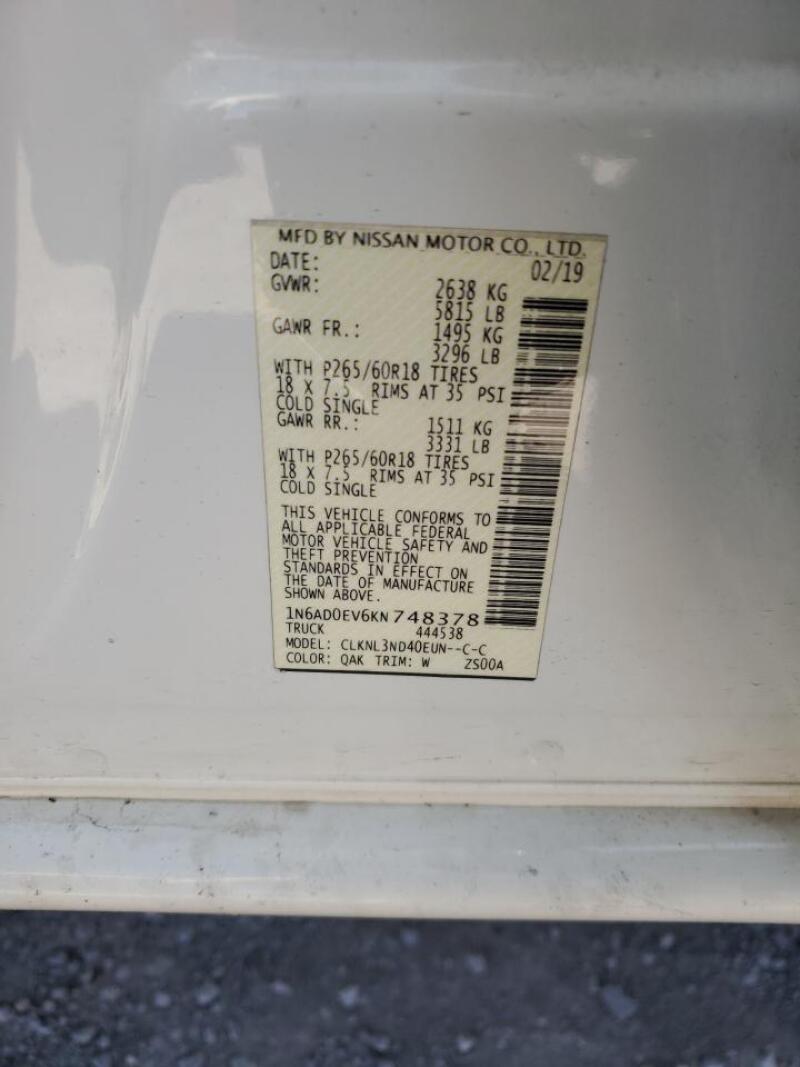 MFD BY NISSAN MOTOR CO., LTD.
DATE: 02/19
GVWR: 2638 KG
5815 LB
GAWR FR.: 1495 KG
3296 LB
WITH P265/60R18 TIRES
18 X 7.5 RIMS AT 35 PSI
COLD SINGLE
GAWR RR.: 1511 KG
3331 LB
WITH P265/60R18 TIRES
18 X 7.5 RIMS AT 35 PSI
COLD SINGLE
THIS VEHICLE CONFORMS TO
ALL APPLICABLE FEDERAL
MOTOR VEHICLE SAFETY AND
THEFT PREVENTION
STANDARDS IN EFFECT ON
THE DATE OF MANUFACTURE
SHOWN ABOVE.
1N6AD0EV6KN748378
TRUCK 444538
MODEL: CLKNL3ND40EUN--C-C
COLOR: QAK TRIM: W ZS00A